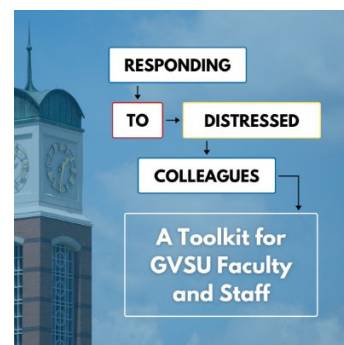 RESPONDING
TO
DISTRESSED
COLLEAGUES
A Toolkit for
GVSU Faculty
and Staff